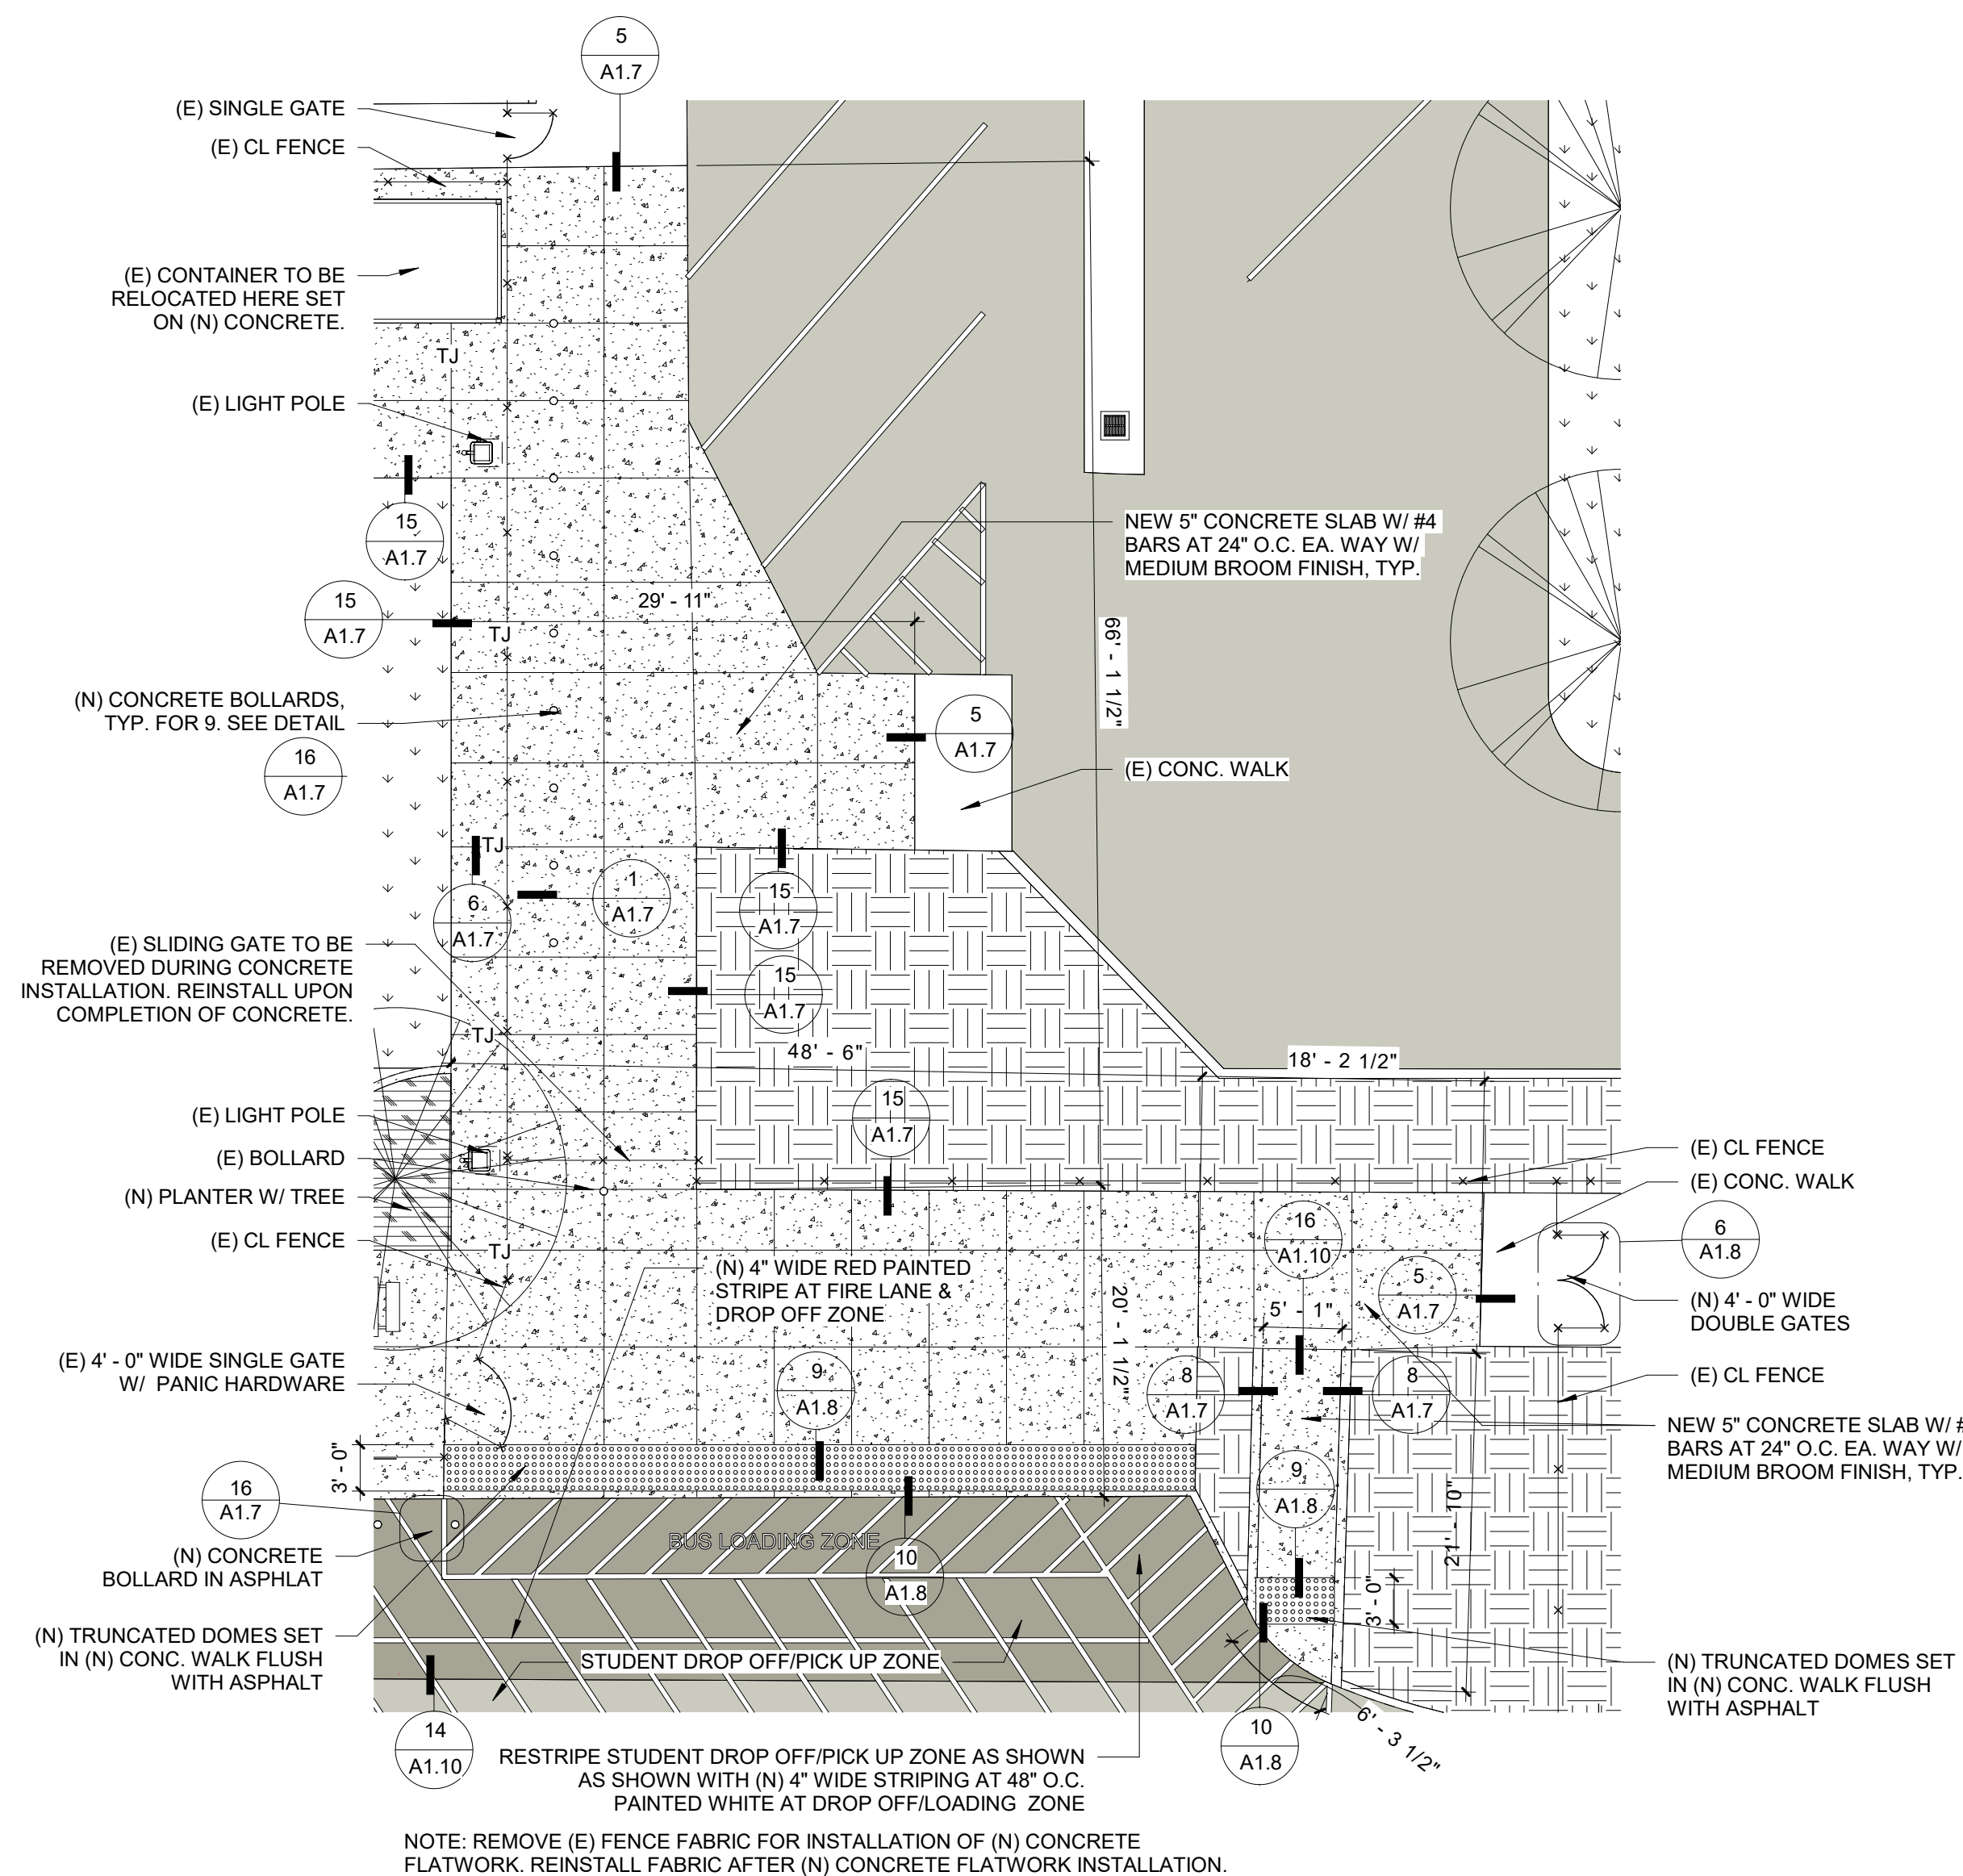 5
A1.7
(E) SINGLE GATE
(E) CL FENCE
(E) CONTAINER TO BE
RELOCATED HERE SET
ON (N) CONCRETE.
TJ
(E) LIGHT POLE
15
A1.7
NEW 5" CONCRETE SLAB W/ #4
BARS AT 24" O.C. EA. WAY W/
MEDIUM BROOM FINISH, TYP.
15
A1.7
29' - 11"
TJ
66' - 1 1/2"
(N) CONCRETE BOLLARDS,
TYP. FOR 9. SEE DETAIL
16
A1.7
5
A1.7
(E) CONC. WALK
TJ
6
A1.7
1
A1.7
15
A1.7
(E) SLIDING GATE TO BE
REMOVED DURING CONCRETE
INSTALLATION. REINSTALL UPON
COMPLETION OF CONCRETE.
15
A1.7
TJ
48' - 6"
18' - 2 1/2"
(E) LIGHT POLE
15
A1.7
(E) BOLLARD
(N) PLANTER W/ TREE
(E) CL FENCE
TJ
(E) CL FENCE
(E) CONC. WALK
6
A1.8
16
A1.10
5
A1.7
(N) 4" WIDE RED PAINTED
STRIPE AT FIRE LANE &
DROP OFF ZONE
20' - 1 1/2"
5' - 1"
(N) 4' - 0" WIDE
DOUBLE GATES
(E) 4' - 0" WIDE SINGLE GATE
W/ PANIC HARDWARE
9
A1.8
8
A1.7
8
A1.7
(E) CL FENCE
NEW 5" CONCRETE SLAB W/ #
BARS AT 24" O.C. EA. WAY W/
MEDIUM BROOM FINISH, TYP.
3' - 0"
16
A1.7
9
A1.8
21' - 10"
(N) CONCRETE
BOLLARD IN ASPHLAT
BUS LOADING ZONE
10
A1.8
3' - 0"
(N) TRUNCATED DOMES SET
IN (N) CONC. WALK FLUSH
WITH ASPHALT
STUDENT DROP OFF/PICK UP ZONE
(N) TRUNCATED DOMES SET
IN (N) CONC. WALK FLUSH
WITH ASPHALT
14
A1.10
10
A1.8
6' - 3 1/2"
RESTRIPE STUDENT DROP OFF/PICK UP ZONE AS SHOWN
AS SHOWN WITH (N) 4" WIDE STRIPING AT 48" O.C.
PAINTED WHITE AT DROP OFF/LOADING ZONE
NOTE: REMOVE (E) FENCE FABRIC FOR INSTALLATION OF (N) CONCRETE
FLATWORK. REINSTALL FABRIC AFTER (N) CONCRETE FLATWORK INSTALLATION.